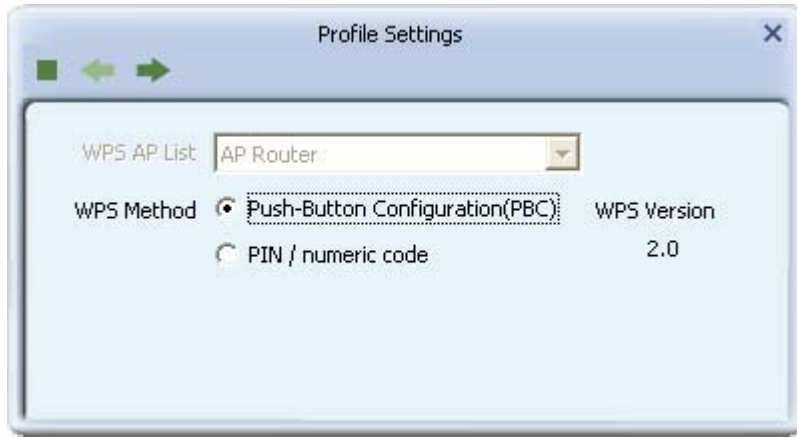 Profile Settings
WPS AP List AP Router
WPS Method Push-Button Configuration(PBC) WPS Version
PIN / numeric code 2.0